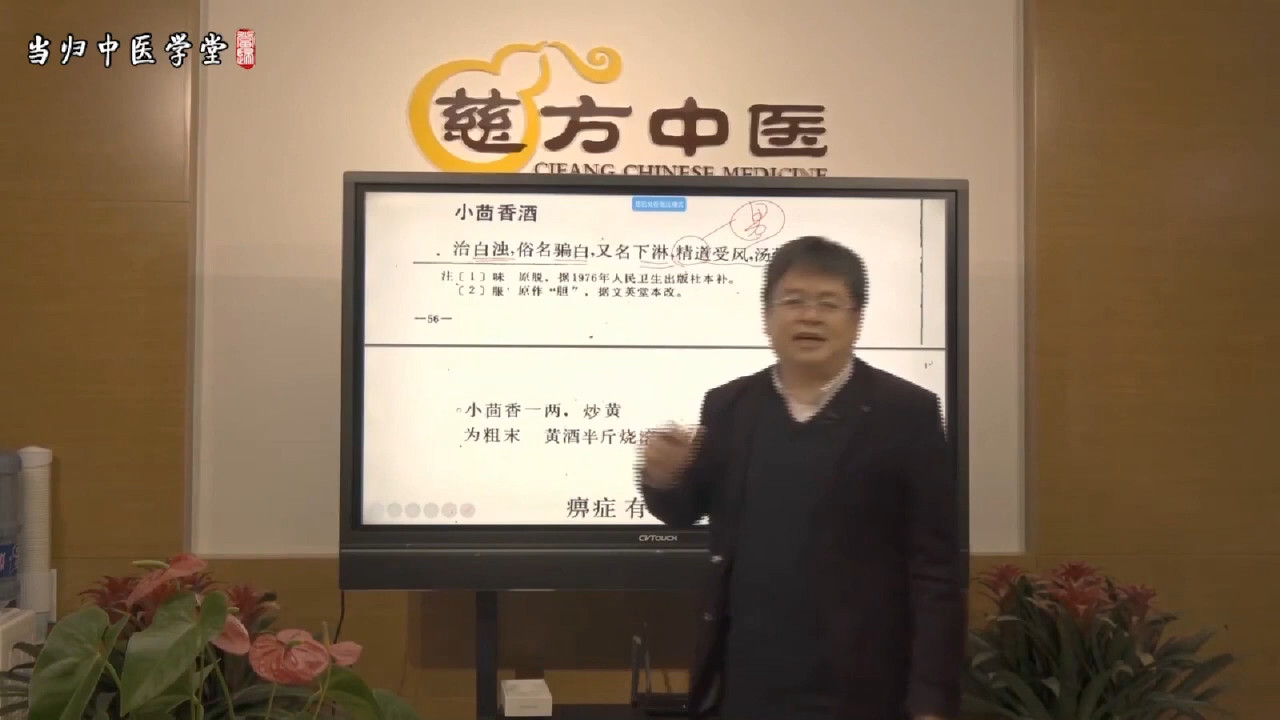 当归中医学堂
慈方中医
CIFANG CHINESE MEDICINE
小茴香酒
男
治白浊,俗名骗白,又名下淋,精道受风,汤
注〔1〕味 原脱,据1976年人民卫生出版社本补。
〔2〕服 原作“胆”,据文英堂本改。
—56—
小茴香一两,炒黄
为粗末 黄酒半斤烧
痹症有
CVTOUCH